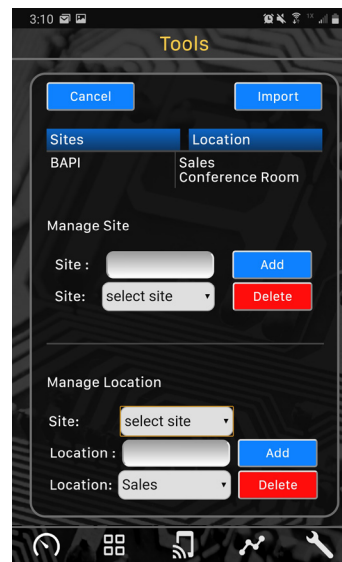 3:10
Tools
Cancel Import
Sites Location
BAPI Sales
Conference Room
Manage Site
Site : Add
Site: select site Delete
Manage Location
Site: select site
Location : Add
Location: Sales Delete